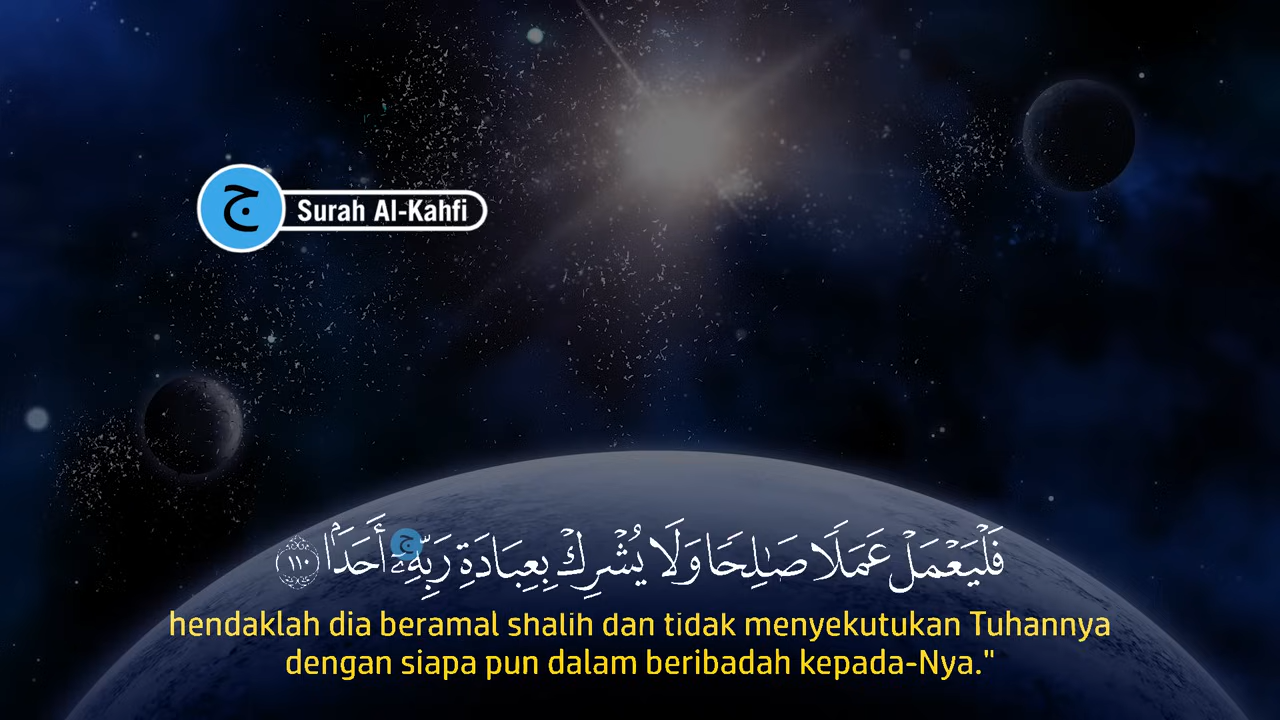 ج
Surah Al-Kahfi
فَلْيَعْمَلْ عَمَلًا صَـٰلِحًا وَلَا يُشْرِكْ بِعِبَادَةِ رَبِّهِۦٓ ج أَحَدًۢا ١١٠
hendaklah dia beramal shalih dan tidak menyekutukan Tuhannya
dengan siapa pun dalam beribadah kepada-Nya."